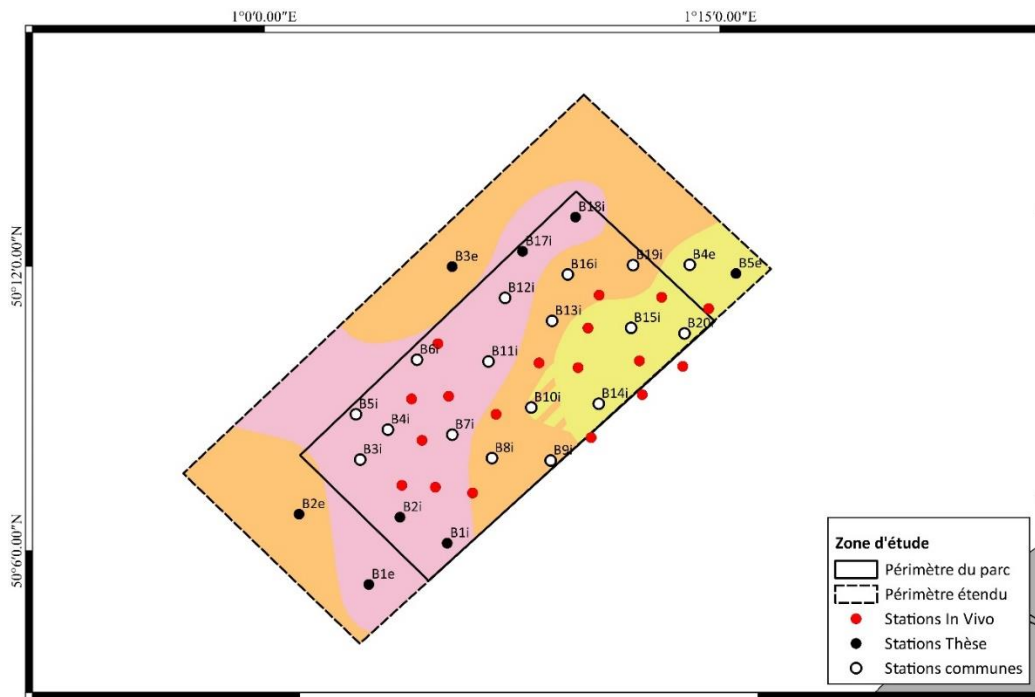 1°0'0.00"E
1°15'0.00"E
50°12'0.00"N
50°6'0.00"N
B18i
B17i
B3e
B16i
B19i
B4e
B5e
B12i
B13i
B15i
B20i
B6i
B11i
B10i
B14i
B5i
B4i
B7i
B3i
B8i
B9i
B2e
B2i
B1i
B1e
Zone d'étude
Périmètre du parc
Périmètre étendu
Stations In Vivo
Stations Thèse
Stations communes